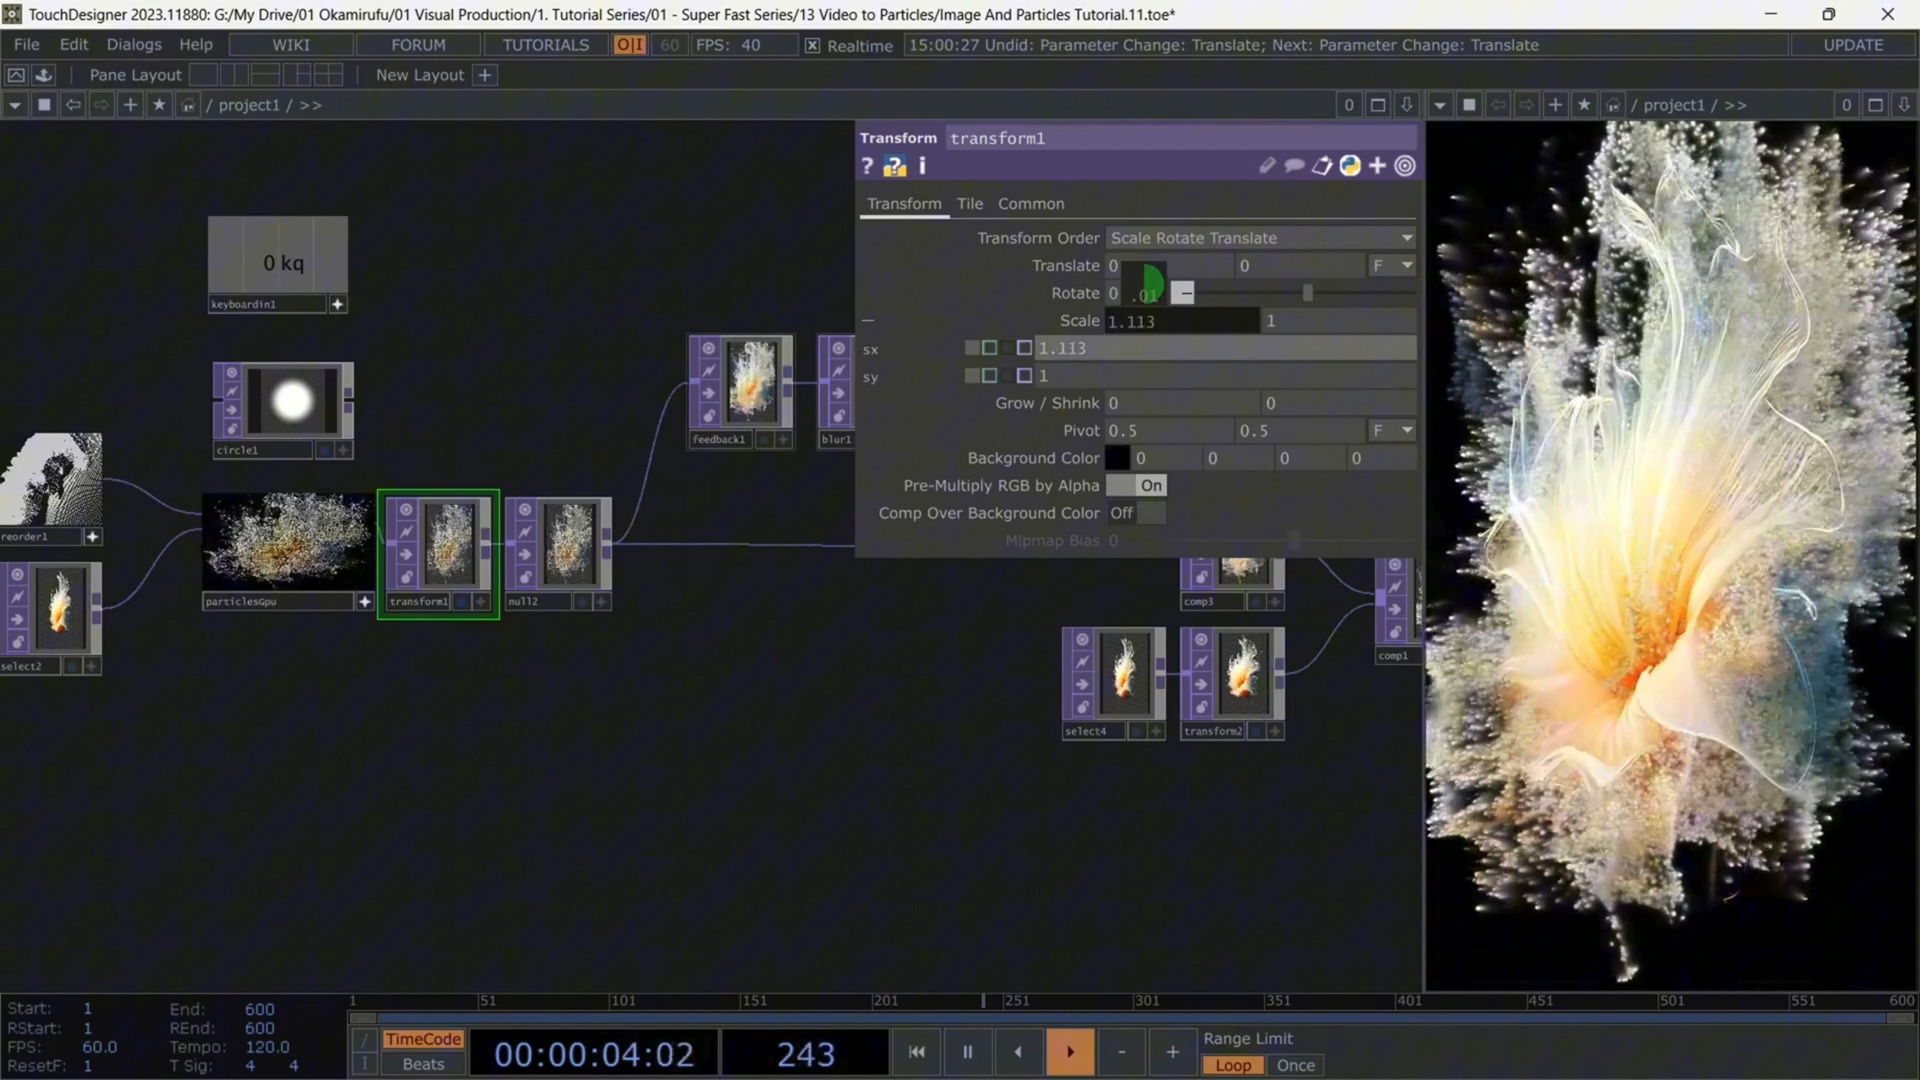 TouchDesigner 2023.11880: G:/My Drive/01 Okamirufu/01 Visual Production/1. Tutorial Series/01 - Super Fast Series/13 Video to Particles/Image And Particles Tutorial.11.toe*
File Edit Dialogs Help WIKI FORUM TUTORIALS O|I 60 FPS: 40 Realtime 15:00:27 Undid: Parameter Change: Translate; Next: Parameter Change: Translate UPDATE
Pane Layout New Layout +
/ project1 / >> 0 / project1 / >> 0
Transform transform1
? ? i
Transform Tile Common
Transform Order Scale Rotate Translate
Translate 0 0 F
Rotate 0 .01 -
Scale 1.113 1
sx 1.113
sy 1
Grow / Shrink 0 0
Pivot 0.5 0.5 F
Background Color 0 0 0 0
Pre-Multiply RGB by Alpha On
Comp Over Background Color Off
Mipmap Bias 0
0 kq
keyboardin1
circle1
feedback1
blur1
reorder1
particlesGpu
transform1
null2
select2
comp3
comp1
select4
transform2
1 51 101 151 201 251 301 351 401 451 501 551 600
Start: 1 End: 600
RStart: 1 REnd: 600
FPS: 60.0 Tempo: 120.0
ResetF: 1 T Sig: 4 4
/ I TimeCode Beats
00:00:04:02 243
- +
Range Limit
Loop Once